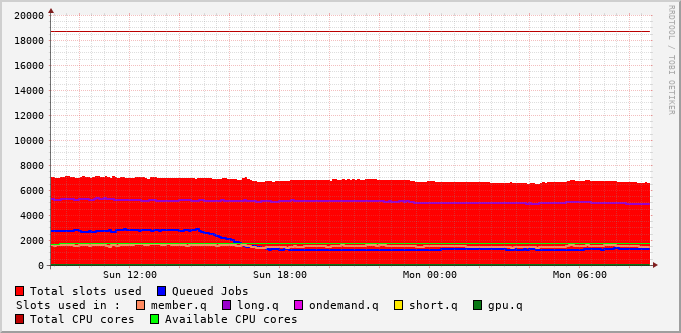 RRDTOOL / TOBI OETIKER
20000
18000
16000
14000
12000
10000
8000
6000
4000
2000
0
Sun 12:00 Sun 18:00 Mon 00:00 Mon 06:00
Total slots used Queued Jobs
Slots used in : member.q long.q ondemand.q short.q gpu.q
Total CPU cores Available CPU cores